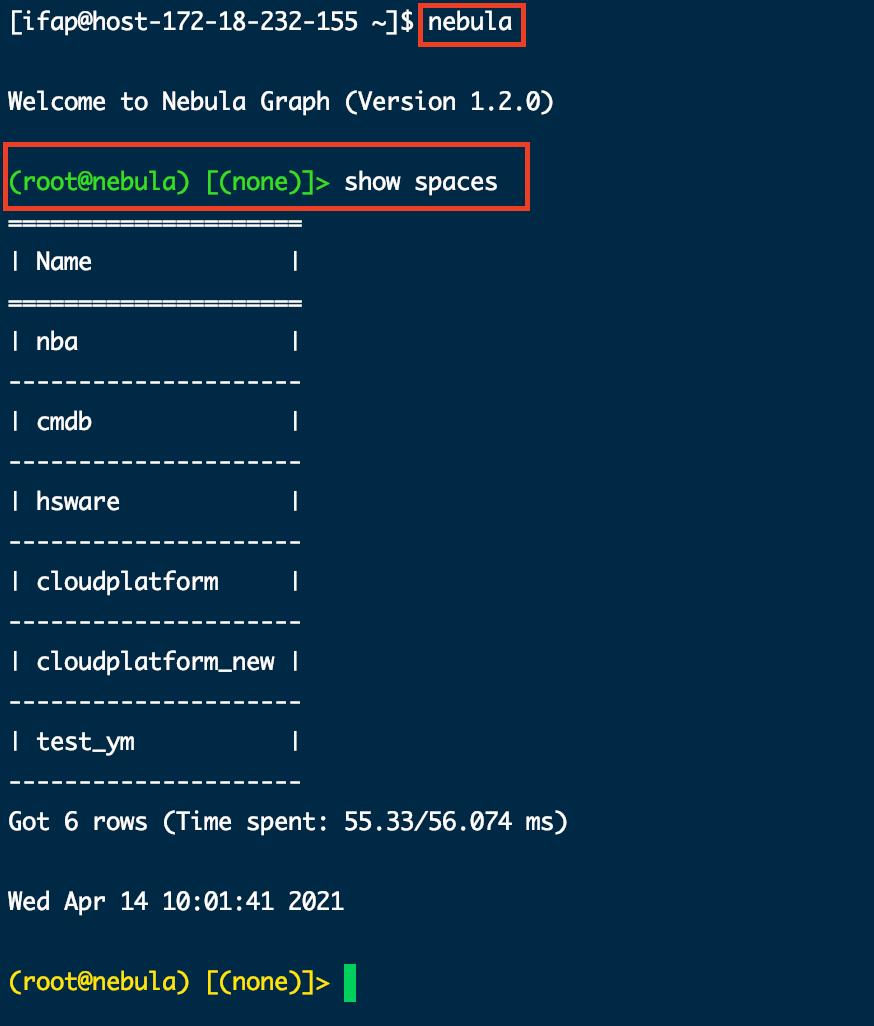 [ifap@host-172-18-232-155 ~]$ nebula
Welcome to Nebula Graph (Version 1.2.0)
(root@nebula) [(none)]> show spaces
=====================
| Name              |
=====================
| nba               |
---------------------
| cmdb              |
---------------------
| hsware            |
---------------------
| cloudplatform     |
---------------------
| cloudplatform_new |
---------------------
| test_ym           |
---------------------
Got 6 rows (Time spent: 55.33/56.074 ms)
Wed Apr 14 10:01:41 2021
(root@nebula) [(none)]>